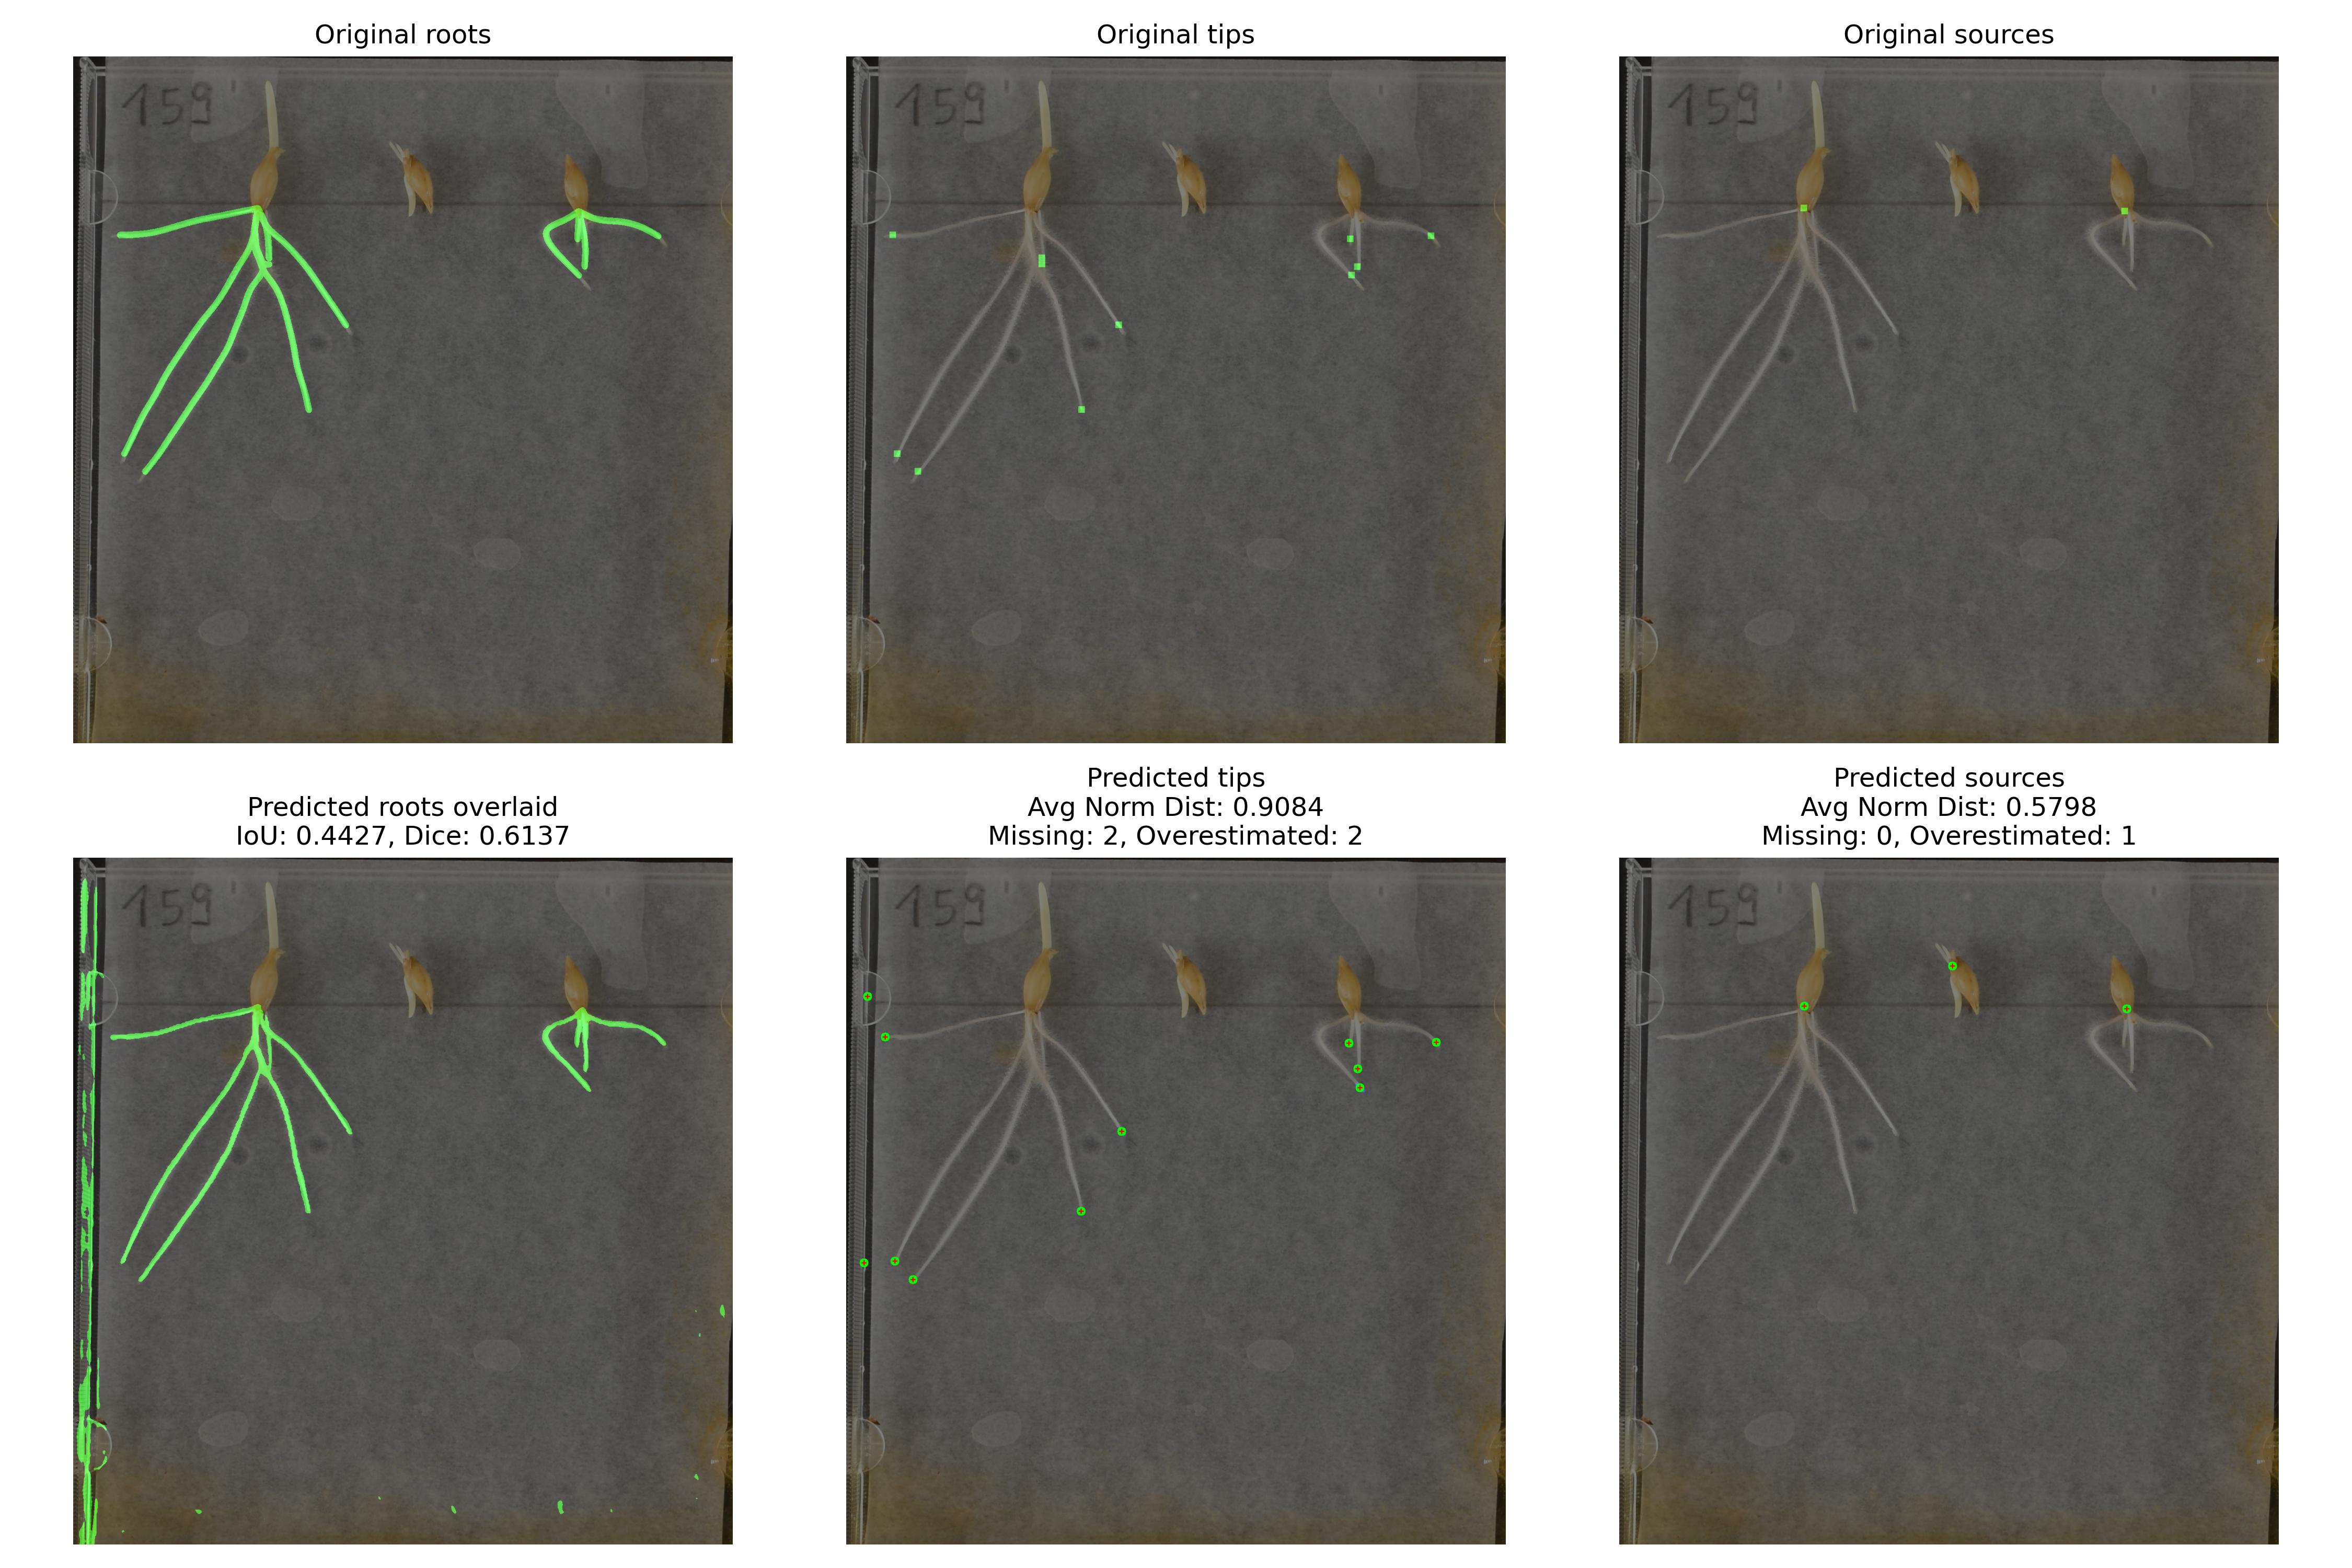 Original roots
Original tips
Original sources
159
159
159
Predicted roots overlaid
IoU: 0.4427, Dice: 0.6137
Predicted tips
Avg Norm Dist: 0.9084
Missing: 2, Overestimated: 2
Predicted sources
Avg Norm Dist: 0.5798
Missing: 0, Overestimated: 1
159
159
159